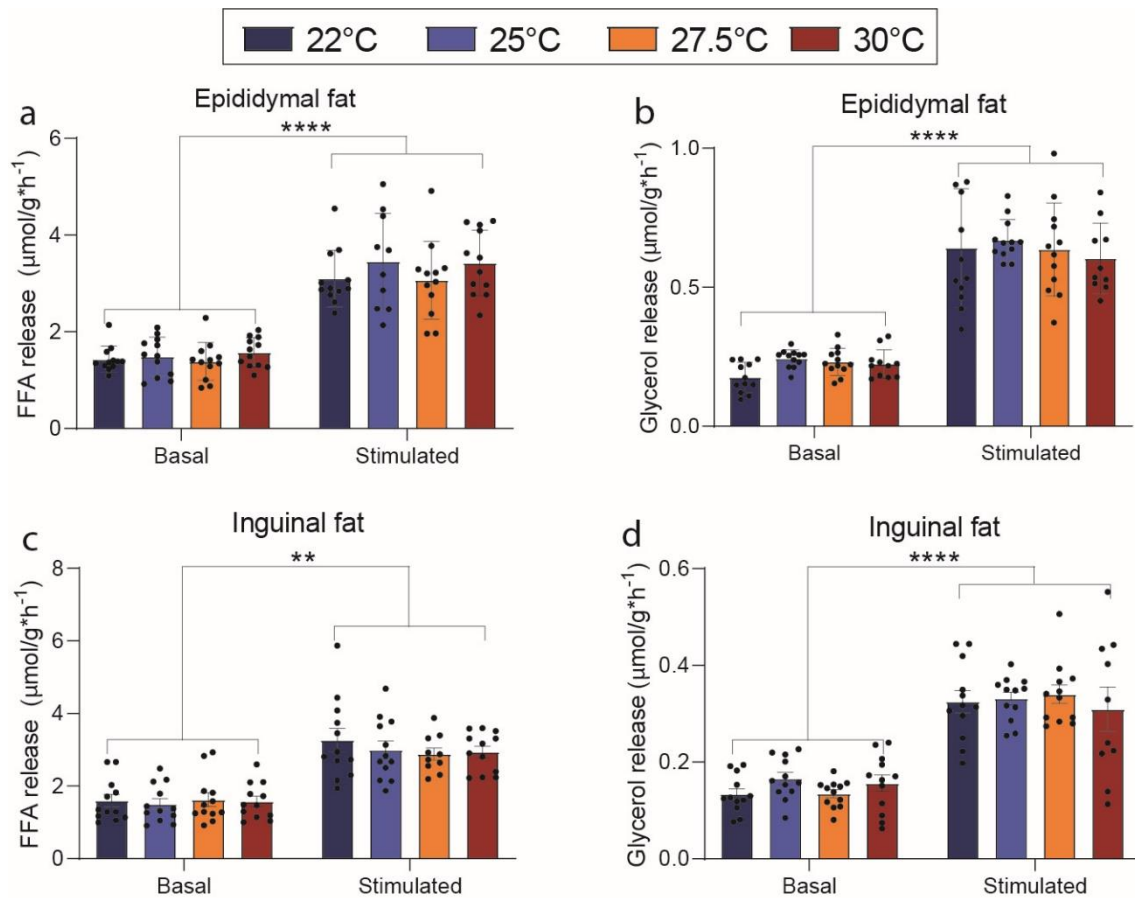 22°C 25°C 27.5°C 30°C
a
Epididymal fat
****
FFA release (µmol/g*h⁻¹)
6
4
2
0
Basal Stimulated
b
Epididymal fat
****
Glycerol release (µmol/g*h⁻¹)
1.0
0.5
0.0
Basal Stimulated
c
Inguinal fat
**
FFA release (µmol/g*h⁻¹)
8
6
4
2
0
Basal Stimulated
d
Inguinal fat
****
Glycerol release (µmol/g*h⁻¹)
0.6
0.4
0.2
0.0
Basal Stimulated